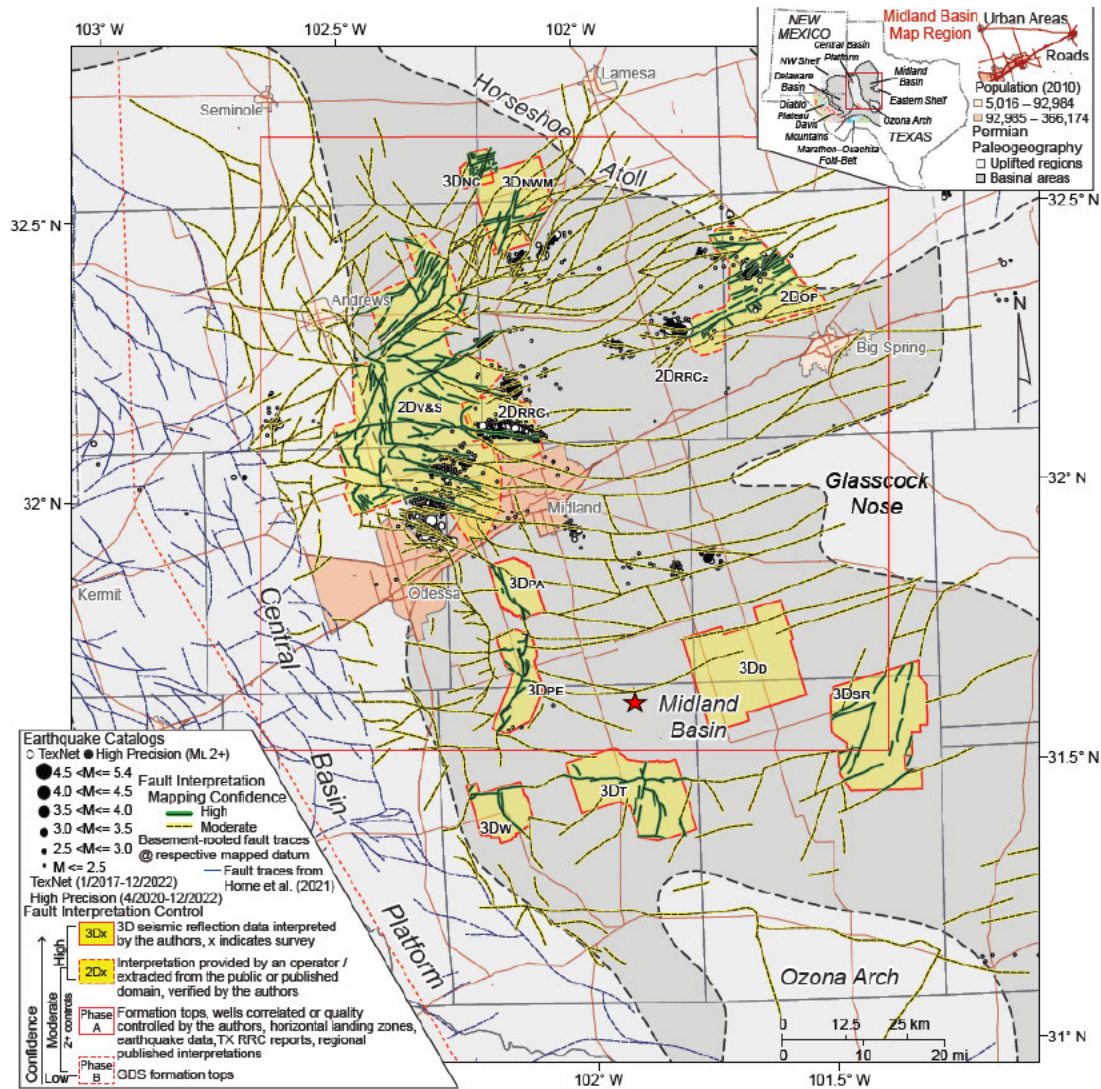 103° W
102.5° W
102° W
NEW
MEXICO
Midland Basin
Map Region
Central Basin
Platform
NW Shelf
Delaware
Basin
Diablo
Plateau
Davis
Mountains
Marathon-Ouachita
Fold-Belt
Midland
Basin
Eastern Shelf
Ozona Arch
TEXAS
Urban Areas
Roads
Population (2010)
5,016 – 92,984
92,985 – 366,174
Permian
Paleogeography
Uplifted regions
Basinal areas
Seminole
Lamesa
Horseshoe
Atoll
3DNG
3DNWM
32.5° N
32.5° N
Andrews
2DOP
N
Big Spring
2DRRC2
2DV&S
2DRRC1
32° N
32° N
Glasscock
Nose
Midland
Odessa
Kermit
3DPA
Central
Basin
Platform
3DPE
3DD
3DSR
Midland
Basin
31.5° N
3DT
3DW
Ozona Arch
0 12.5 25 km
0 10 20 mi
31° N
102° W
101.5° W
Earthquake Catalogs
TexNet High Precision (ML2+)
4.5 <M<= 5.4
4.0 <M<= 4.5
3.5 <M<= 4.0
3.0 <M<= 3.5
2.5 <M<= 3.0
M <= 2.5
TexNet (1/2017-12/2022)
High Precision (4/2020-12/2022)
Fault Interpretation
Mapping Confidence
High
Moderate
Basement-rooted fault traces
@ respective mapped datum
Fault traces from
Horne et al. (2021)
Fault Interpretation Control
Confidence
High
Moderate
Low
2+ controls
3Dx
3D seismic reflection data interpreted
by the authors, x indicates survey
2Dx
Interpretation provided by an operator /
extracted from the public or published
domain, verified by the authors
Phase
A
Formation tops, wells correlated or quality
controlled by the authors, horizontal landing zones,
earthquake data, TX RRC reports, regional
published interpretations
Phase
B
GDS formation tops